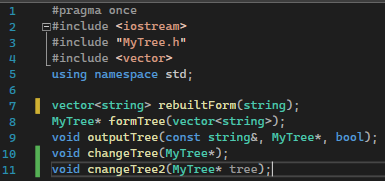 1 #pragma once
2 #include <iostream>
3 #include "MyTree.h"
4 #include <vector>
5 using namespace std;
6
7 vector<string> rebuiltForm(string);
8 MyTree* formTree(vector<string>);
9 void outputTree(const string&, MyTree*, bool);
10 void changeTree(MyTree*);
11 void cnangeTree2(MyTree* tree);